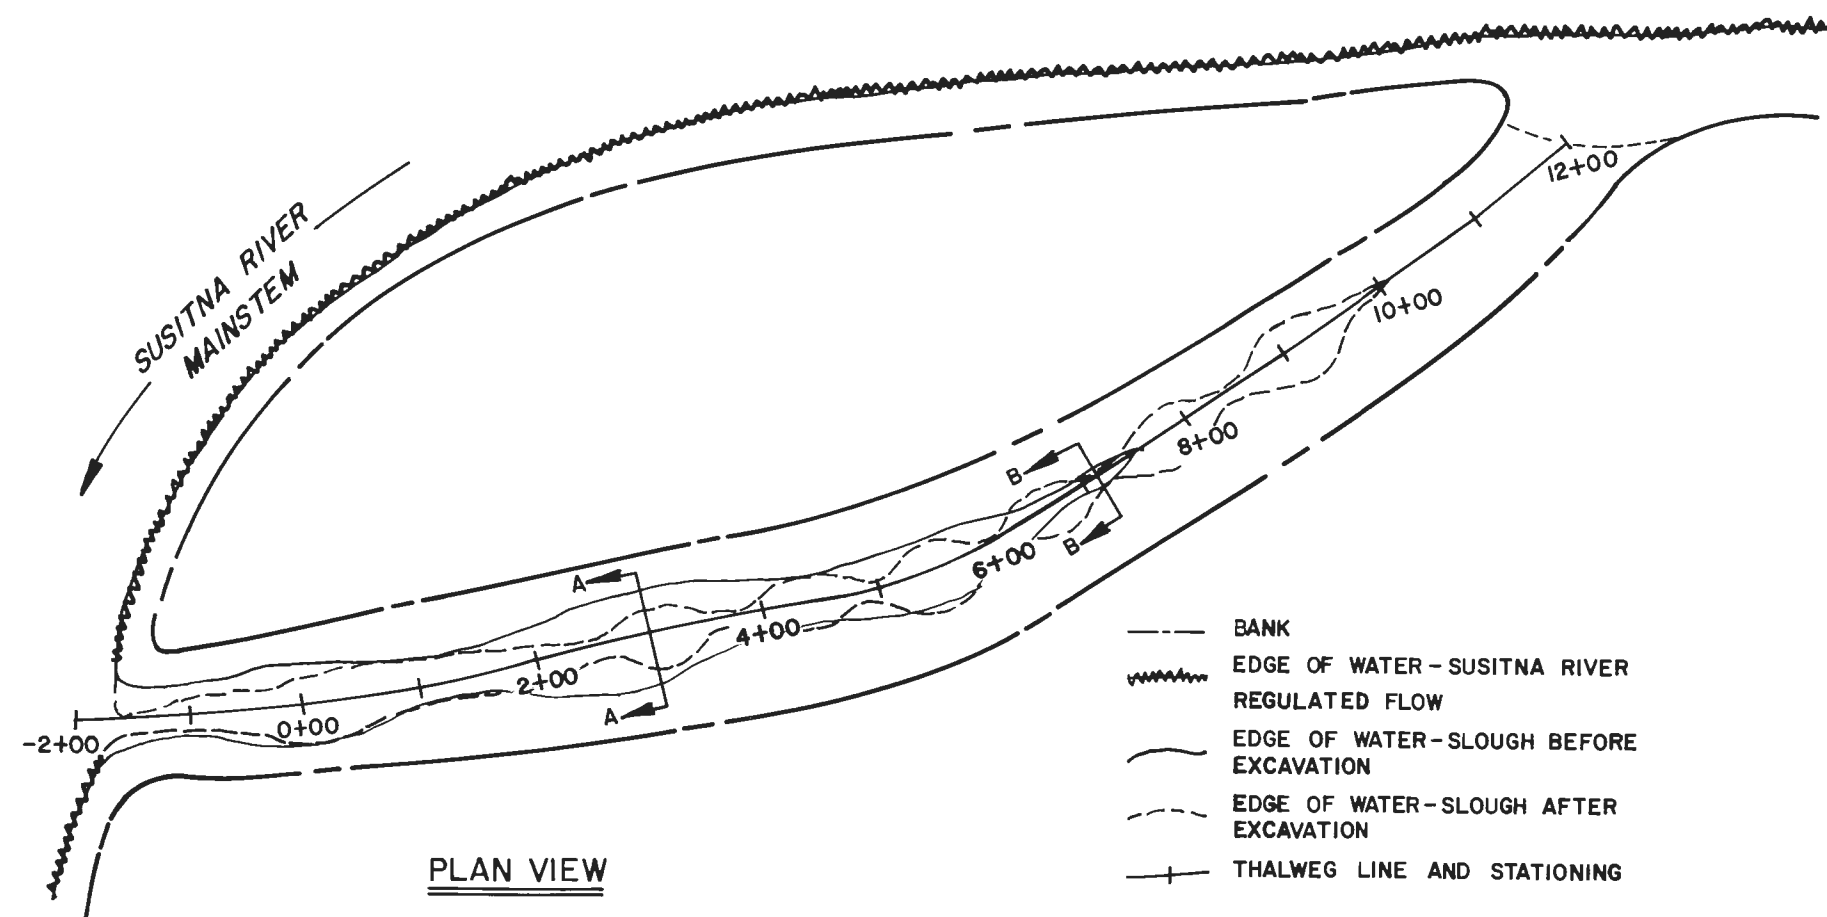 SUSITNA RIVER
MAINSTEM
12+00
10+00
8+00
B
B
6+00
A
4+00
2+00
A
0+00
-2+00
BANK
EDGE OF WATER-SUSITNA RIVER
REGULATED FLOW
EDGE OF WATER-SLOUGH BEFORE
EXCAVATION
EDGE OF WATER-SLOUGH AFTER
EXCAVATION
THALWEG LINE AND STATIONING
PLAN VIEW